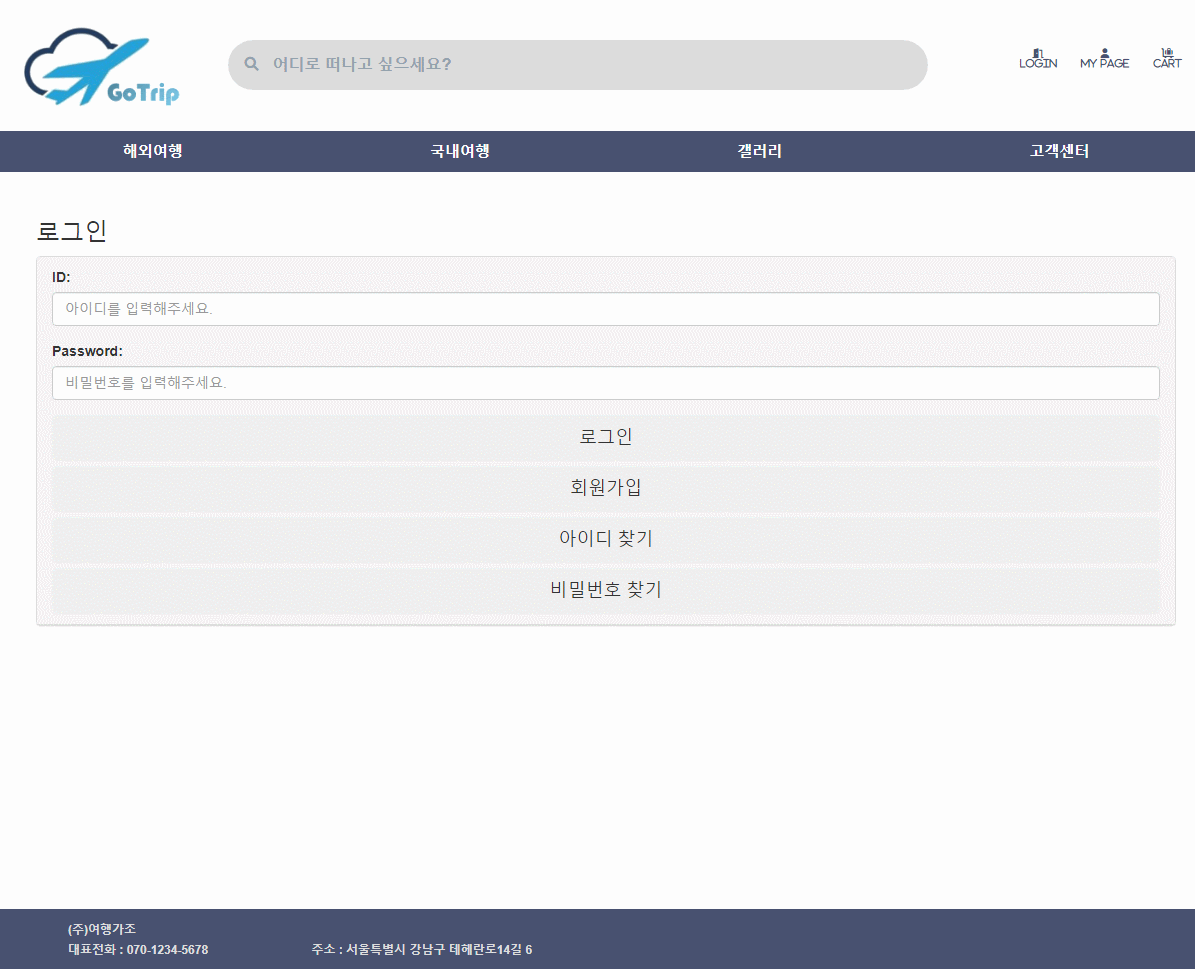 GoTrip
어디로 떠나고 싶으세요?
LOGIN MY PAGE CART
해외여행 국내여행 갤러리 고객센터
로그인
ID:
아이디를 입력해주세요.
Password:
비밀번호를 입력해주세요.
로그인
회원가입
아이디 찾기
비밀번호 찾기
(주)여행가조
대표전화 : 070-1234-5678 주소 : 서울특별시 강남구 테헤란로14길 6